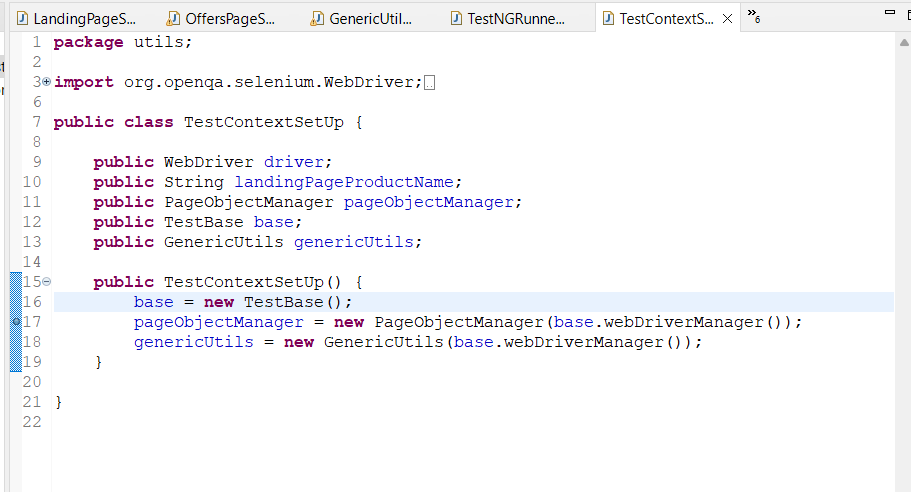 LandingPageS... OffersPageS... GenericUtil... TestNGRunne... TestContextS... 6
1 package utils;
2
3 import org.openqa.selenium.WebDriver;
6
7 public class TestContextSetUp {
8
9 public WebDriver driver;
10 public String landingPageProductName;
11 public PageObjectManager pageObjectManager;
12 public TestBase base;
13 public GenericUtils genericUtils;
14
15 public TestContextSetUp() {
16 base = new TestBase();
17 pageObjectManager = new PageObjectManager(base.webDriverManager());
18 genericUtils = new GenericUtils(base.webDriverManager());
19 }
20
21 }
22